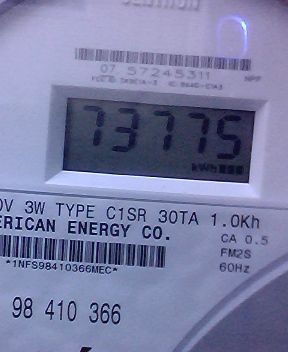 07 57245311
73775
kWh
0V 3W TYPE C1SR 30TA 1.0Kh
ERICAN ENERGY CO.
CA 0.5
FM2S
*1NFS98410366MEC*
60Hz
98 410 366